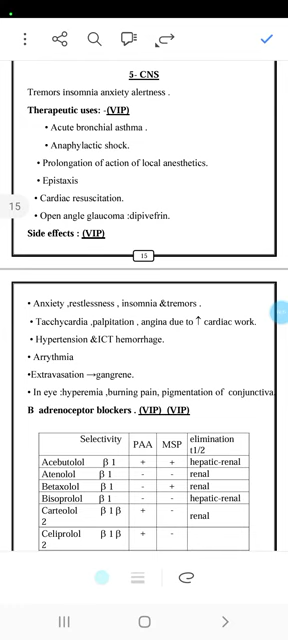 5- CNS
Tremors insomnia anxiety alertness .
Therapeutic uses: -(VIP)
• Acute bronchial asthma .
• Anaphylactic shock.
• Prolongation of action of local anesthetics.
• Epistaxis
• Cardiac resuscitation.
15
• Open angle glaucoma :dipivefrin.
Side effects : (VIP)
15
• Anxiety ,restlessness , insomnia &tremors .
• Tacchycardia ,palpitation , angina due to ↑ cardiac work.
• Hypertension &ICT hemorrhage.
• Arrythmia
•Extravasation →gangrene.
• In eye :hyperemia ,burning pain, pigmentation of conjunctiva
B adrenoceptor blockers . (VIP) (VIP)
Selectivity PAA MSP elimination t1/2
Acebutolol β 1 + + hepatic-renal
Atenolol β 1 - - renal
Betaxolol β 1 - + renal
Bisoprolol β 1 - - hepatic-renal
Carteolol β 1 β + - renal
2
Celiprolol β 1 β + -
2